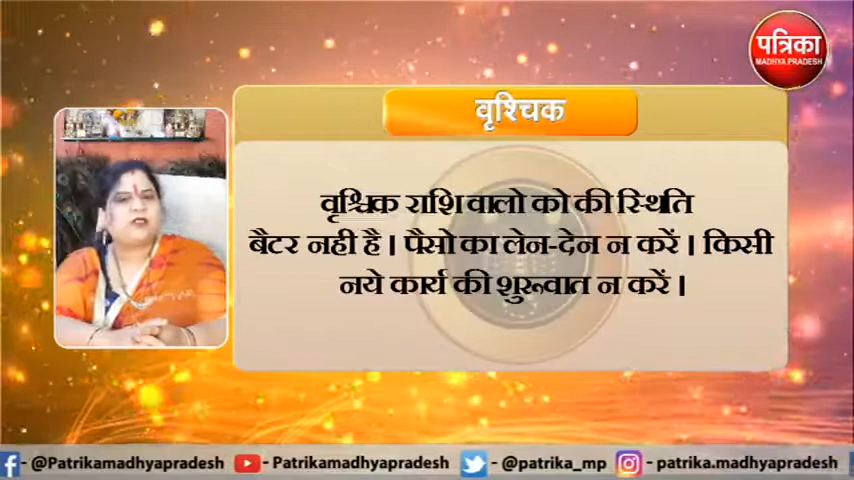 पत्रिका
MADHYA PRADESH
वृश्चिक
वृश्चिक राशि वालो को की स्थिति
बैटर नही है । पैसो का लेन-देन न करें । किसी
नये कार्य की शुरूवात न करें ।
- @Patrikamadhyapradesh - Patrikamadhyapradesh - @patrika_mp - patrika.madhyapradesh